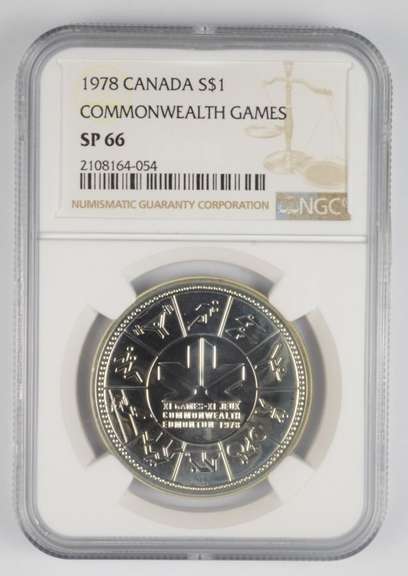 1978 CANADA S$1
COMMONWEALTH GAMES
SP 66
2108164-054
NUMISMATIC GUARANTY CORPORATION
NGC
XI GAMES-XI JEUX
COMMONWEALTH
EDMONTON 1978